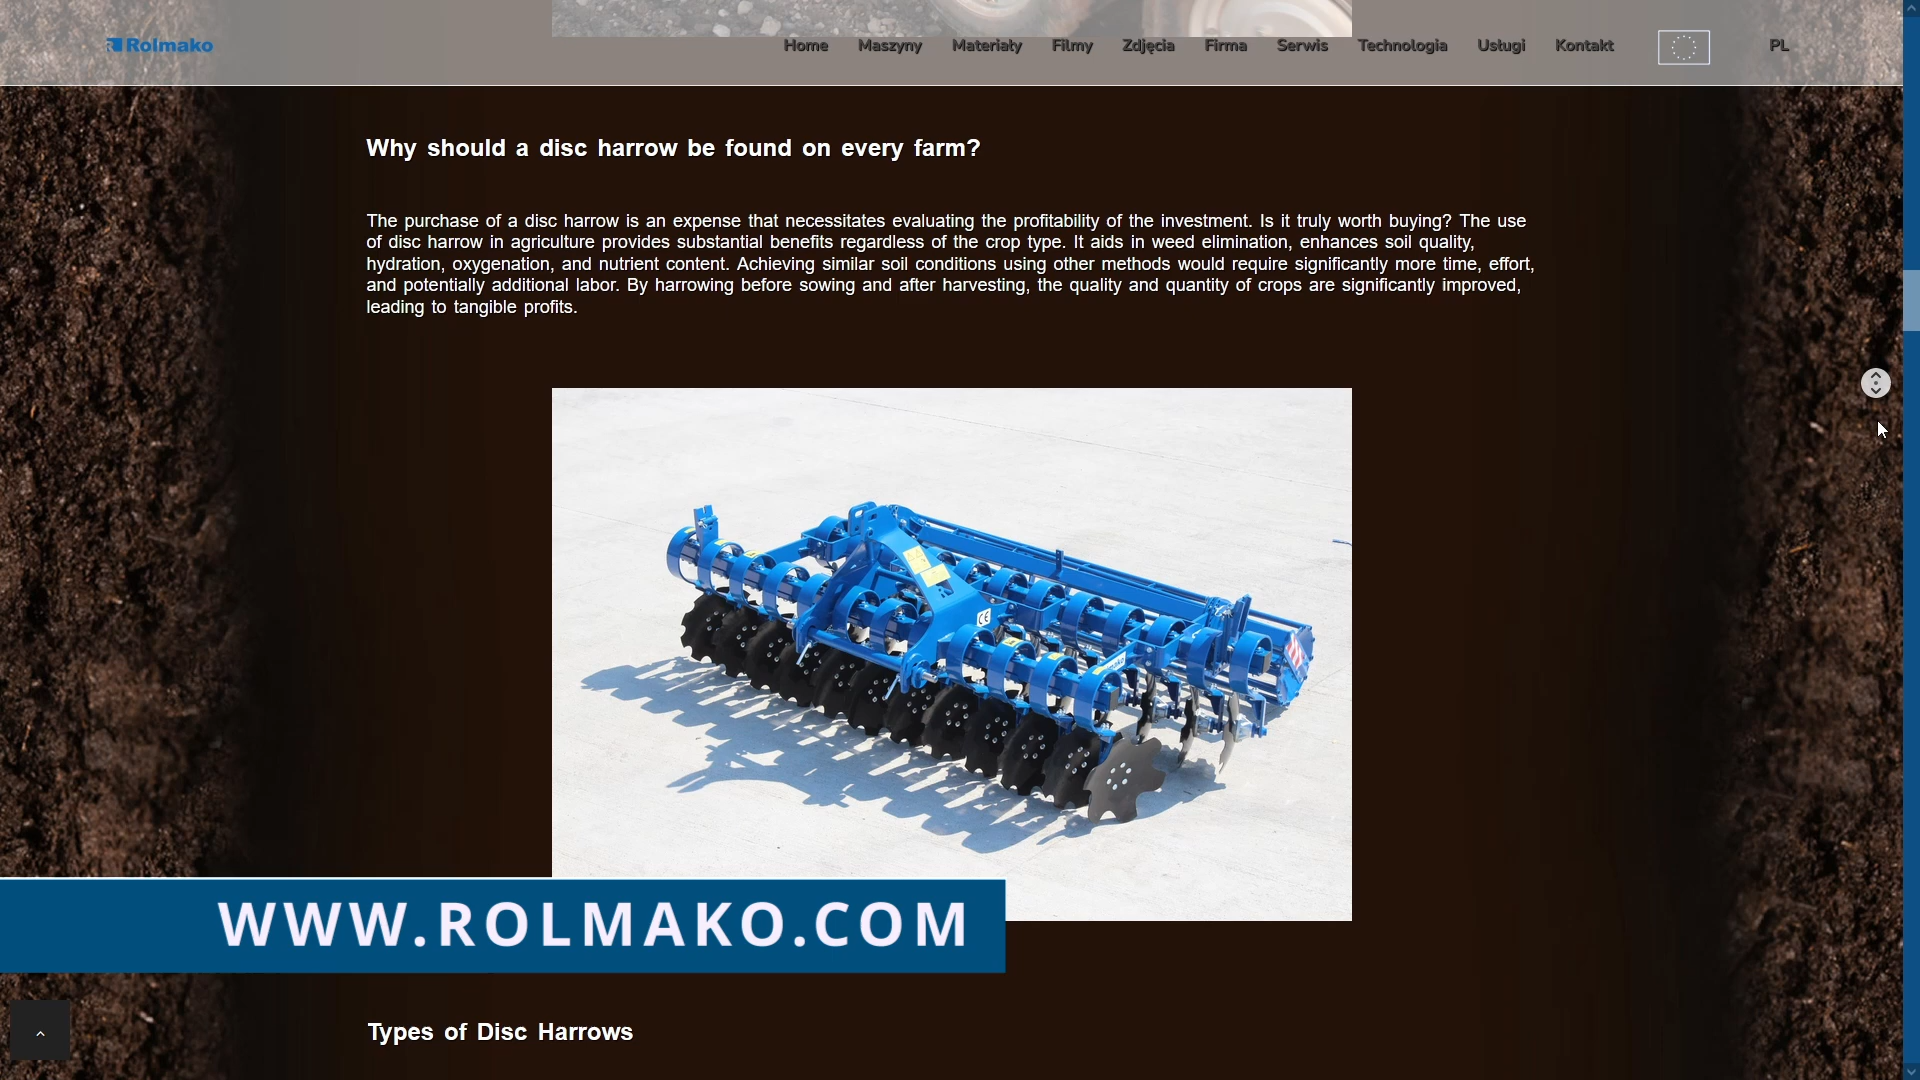 Rolmako
Home Maszyny Materiały Filmy Zdjęcia Firma Serwis Technologia Usługi Kontakt PL
Why should a disc harrow be found on every farm?
The purchase of a disc harrow is an expense that necessitates evaluating the profitability of the investment. Is it truly worth buying? The use
of disc harrow in agriculture provides substantial benefits regardless of the crop type. It aids in weed elimination, enhances soil quality,
hydration, oxygenation, and nutrient content. Achieving similar soil conditions using other methods would require significantly more time, effort,
and potentially additional labor. By harrowing before sowing and after harvesting, the quality and quantity of crops are significantly improved,
leading to tangible profits.
CE
WWW.ROLMAKO.COM
Types of Disc Harrows